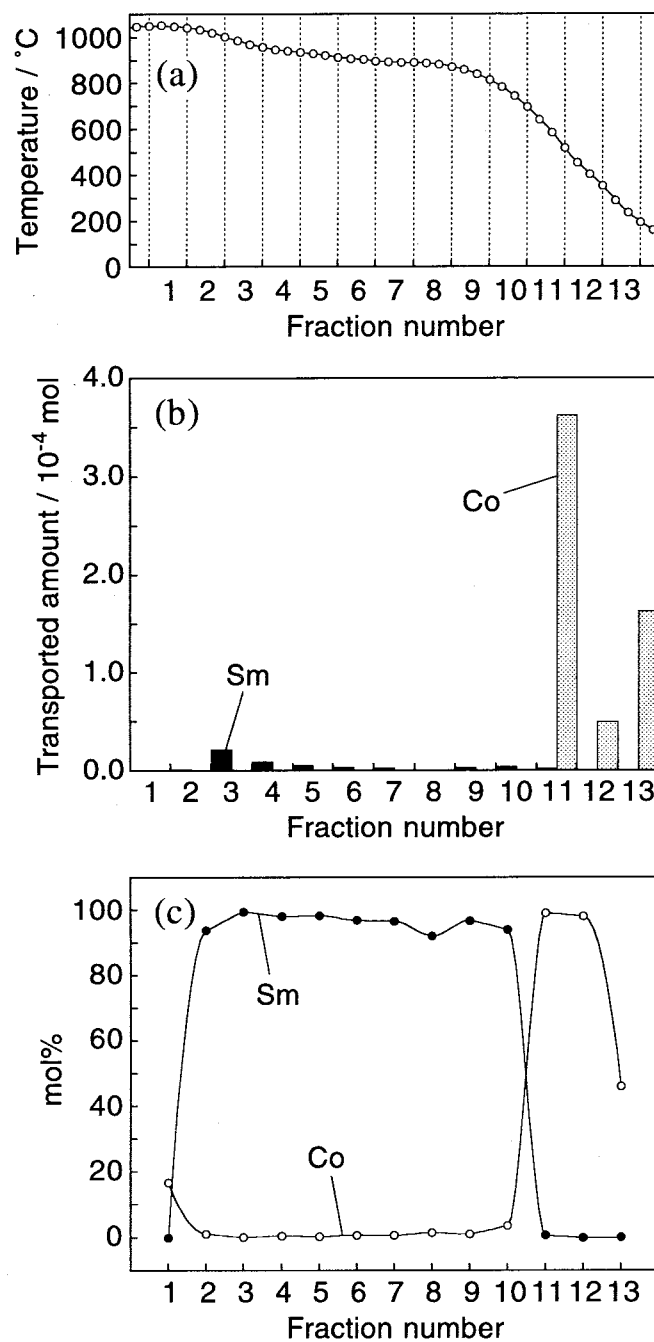 (a)
Temperature / °C
1000
800
600
400
200
0
1 2 3 4 5 6 7 8 9 10 11 12 13
Fraction number
(b)
Transported amount / 10⁻⁴ mol
4.0
3.0
2.0
1.0
0.0
Co
Sm
1 2 3 4 5 6 7 8 9 10 11 12 13
Fraction number
(c)
mol%
100
80
60
40
20
0
Sm
Co
1 2 3 4 5 6 7 8 9 10 11 12 13
Fraction number